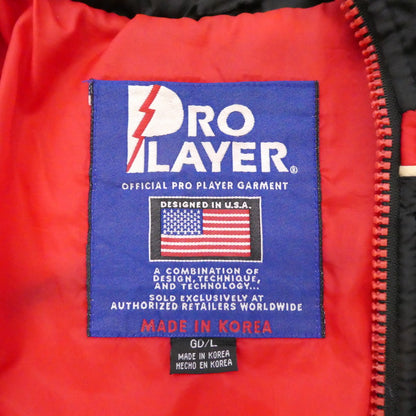 PRO
PLAYER®
OFFICIAL PRO PLAYER GARMENT
DESIGNED IN U.S.A.
A COMBINATION OF
DESIGN, TECHNIQUE,
AND TECHNOLOGY...
SOLD EXCLUSIVELY AT
AUTHORIZED RETAILERS WORLDWIDE
MADE IN KOREA
GD/L
MADE IN KOREA
HECHO EN KOREA